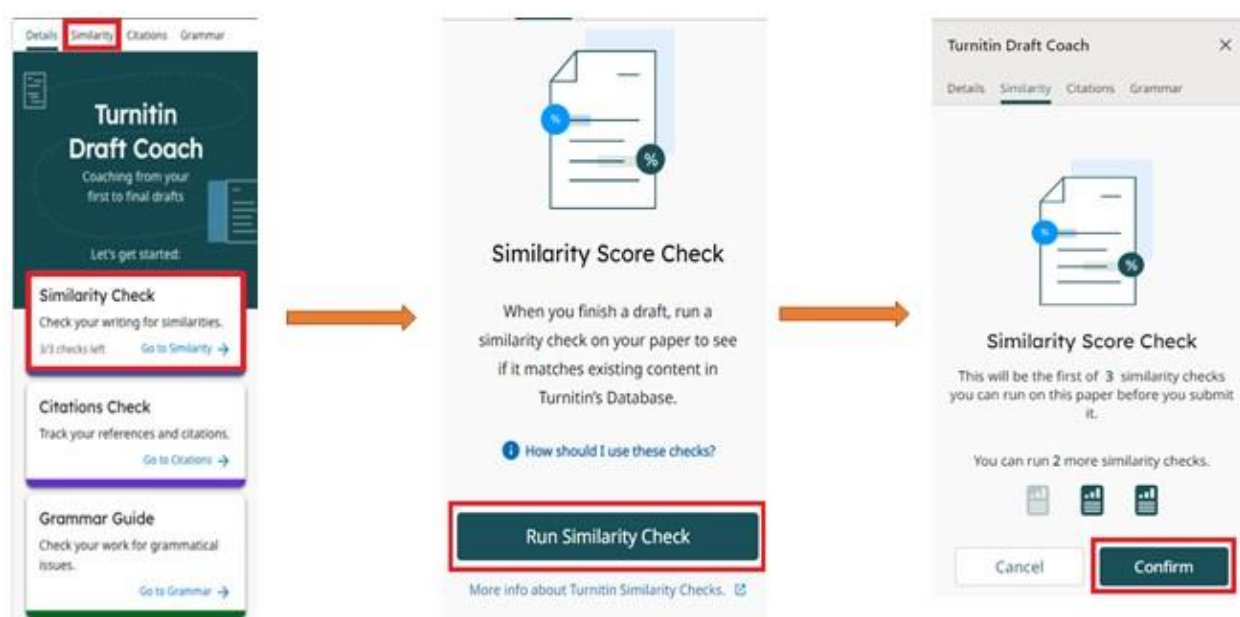 Details Similarity Citations Grammar
Turnitin
Draft Coach
Coaching from your
first to final drafts
Let's get started:
Similarity Check
Check your writing for similarities.
3/3 checks left Go to Similarity →
Citations Check
Track your references and citations.
Go to Citations →
Grammar Guide
Check your work for grammatical
issues.
Go to Grammar →
%
%
Similarity Score Check
When you finish a draft, run a
similarity check on your paper to see
if it matches existing content in
Turnitin's Database.
How should I use these checks?
Run Similarity Check
More info about Turnitin Similarity Checks.
Turnitin Draft Coach
Details Similarity Citations Grammar
%
%
Similarity Score Check
This will be the first of 3 similarity checks
you can run on this paper before you submit
it.
You can run 2 more similarity checks.
Cancel Confirm